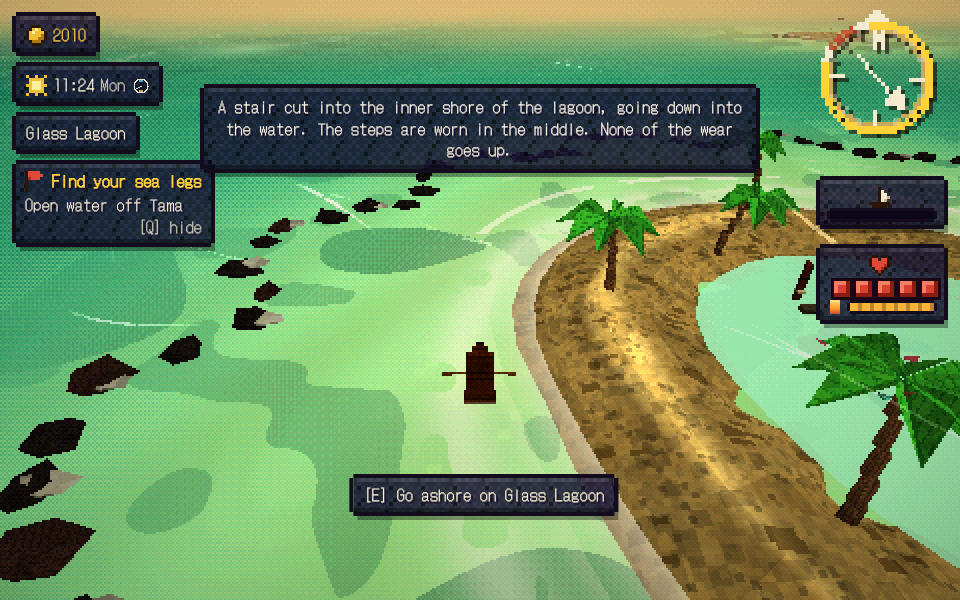 2010
11:24 Mon
Glass Lagoon
Find your sea legs
Open water off Tama
[Q] hide
A stair cut into the inner shore of the lagoon, going down into
the water. The steps are worn in the middle. None of the wear
goes up.
[E] Go ashore on Glass Lagoon